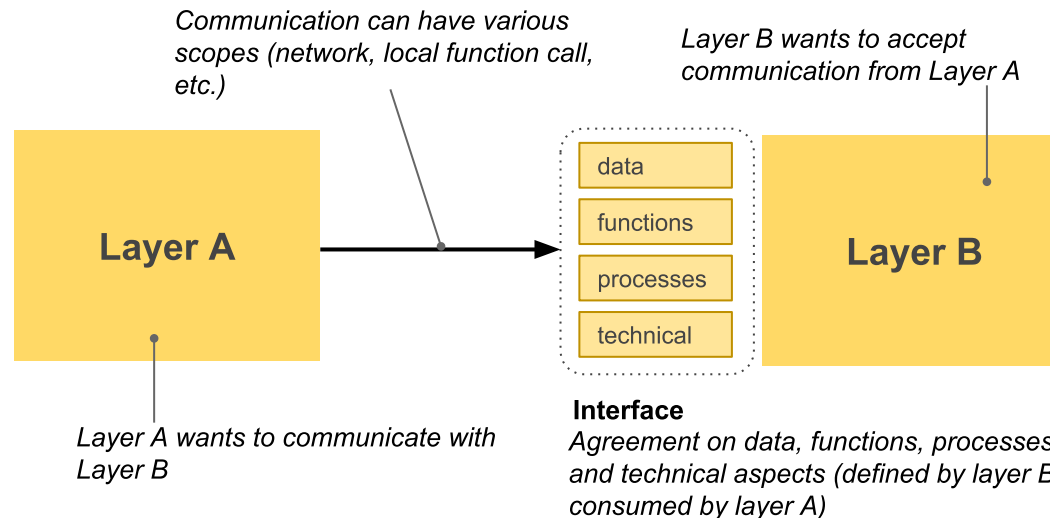 Communication can have various
scopes (network, local function call,
etc.)
Layer B wants to accept
communication from Layer A
Layer A
data
functions
processes
technical
Layer B
Layer A wants to communicate with
Layer B
Interface
Agreement on data, functions, processes
and technical aspects (defined by layer B
consumed by layer A)